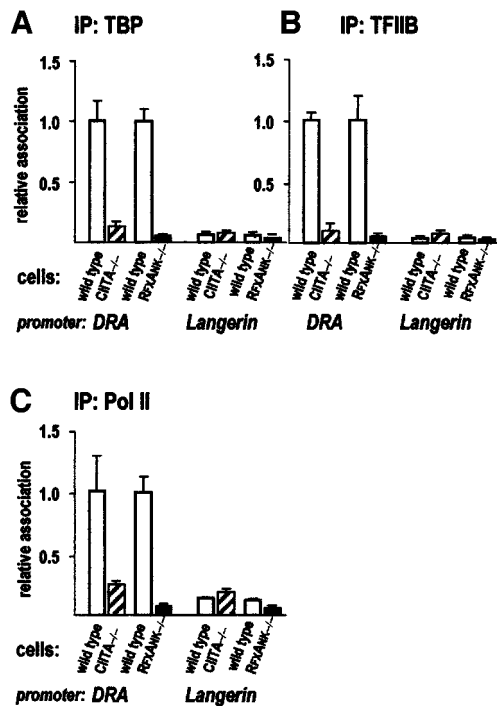 A IP: TBP
1.5
1.0
0.5
relative association
cells: wild type CIITA-/- wild type RFXANK-/- wild type CIITA-/- wild type RFXANK-/-
promoter: DRA Langerin
B IP: TFIIB
1.5
1.0
0.5
wild type CIITA-/- wild type RFXANK-/- wild type CIITA-/- wild type RFXANK-/-
DRA Langerin
C IP: Pol II
1.5
1.0
0.5
relative association
cells: wild type CIITA-/- wild type RFXANK-/- wild type CIITA-/- wild type RFXANK-/-
promoter: DRA Langerin